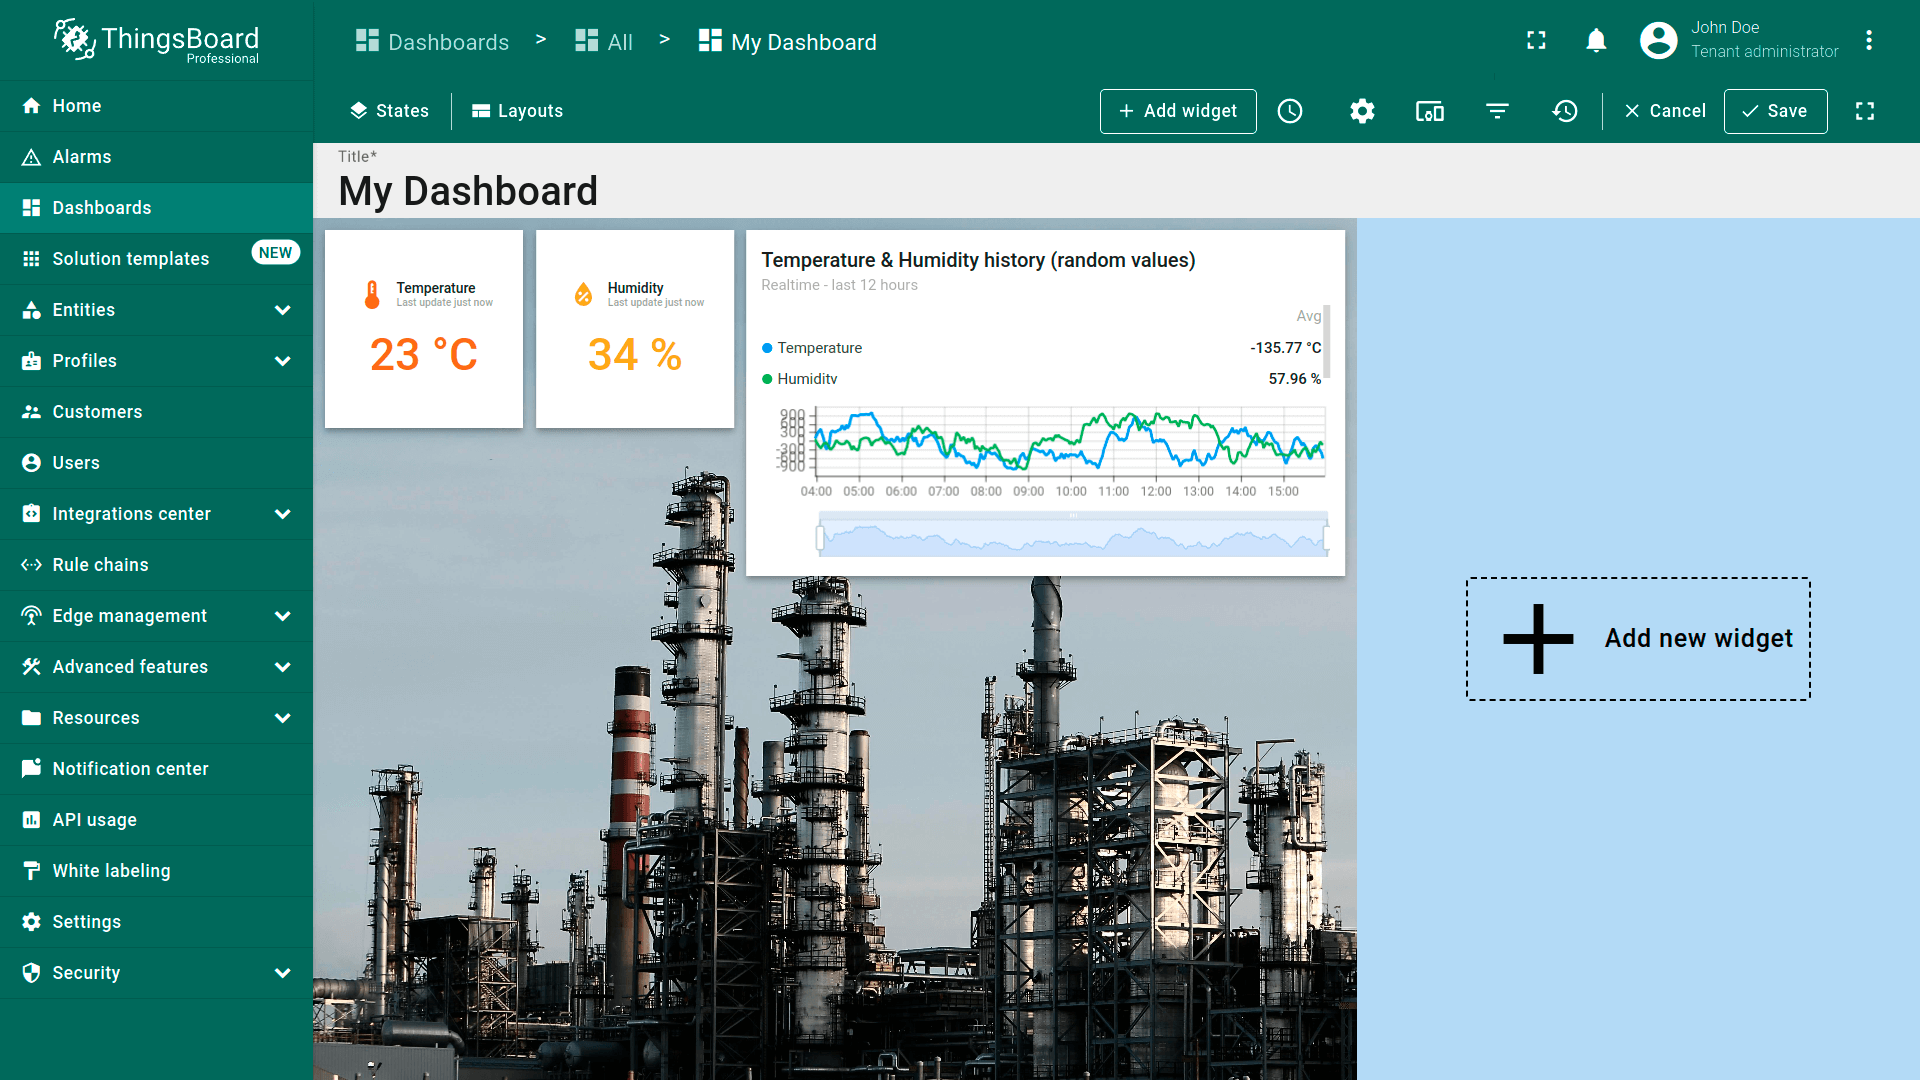 ThingsBoard
Professional
Dashboards > All > My Dashboard
John Doe
Tenant administrator
Home
Alarms
Dashboards
Solution templates NEW
Entities
Profiles
Customers
Users
Integrations center
Rule chains
Edge management
Advanced features
Resources
Notification center
API usage
White labeling
Settings
Security
States
Layouts
Add widget
Cancel
Save
Title*
My Dashboard
Temperature
Last update just now
23 °C
Humidity
Last update just now
34 %
Temperature & Humidity history (random values)
Realtime - last 12 hours
Avg
Temperature -135.77 °C
Humidity 57.96 %
900
600
300
-300
-600
-900
04:00 05:00 06:00 07:00 08:00 09:00 10:00 11:00 12:00 13:00 14:00 15:00
Add new widget